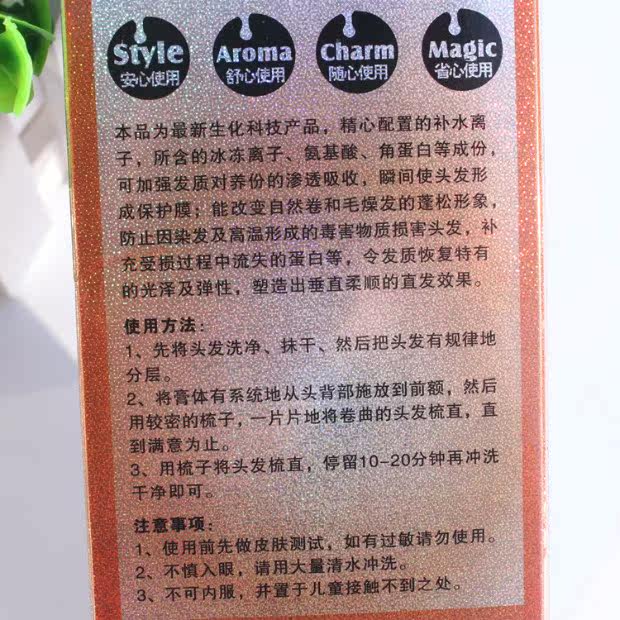 Style Aroma Charm Magic
安心使用 舒心使用 随心使用 省心使用
本品为最新生化科技产品，精心配置的补水离
子，所含的冰冻离子、氨基酸、角蛋白等成份，
可加强发质对养份的渗透吸收，瞬间使头发形
成保护膜；能改变自然卷和毛燥发的蓬松形象，
防止因染发及高温形成的毒害物质损害头发，补
充受损过程中流失的蛋白等，令发质恢复特有
的光泽及弹性，塑造出垂直柔顺的直发效果。
使用方法：
1、先将头发洗净、抹干、然后把头发有规律地
分层。
2、将膏体有系统地从头背部施放到前额，然后
用较密的梳子，一片片地将卷曲的头发梳直，直
到满意为止。
3、用梳子将头发梳直，停留10-20分钟再冲洗
干净即可。
注意事项：
1、使用前先做皮肤测试，如有过敏请勿使用。
2、不慎入眼，请用大量清水冲洗。
3、不可内服，并置于儿童接触不到之处。